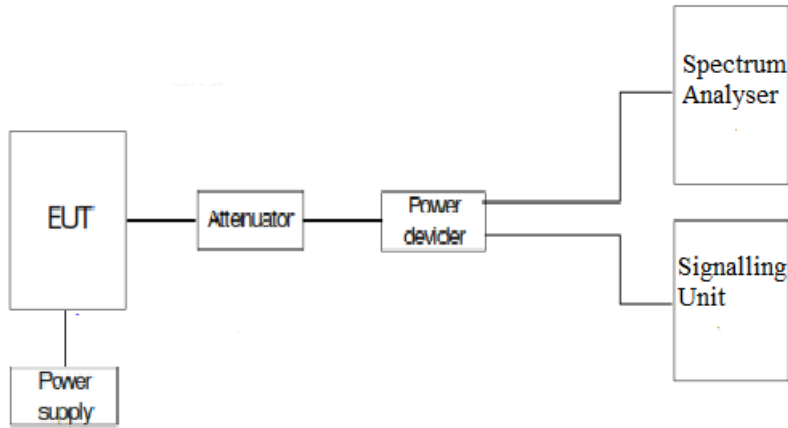 Spectrum
Analyser
EUT
Attenuator
Power
devider
Signalling
Unit
Power
supply